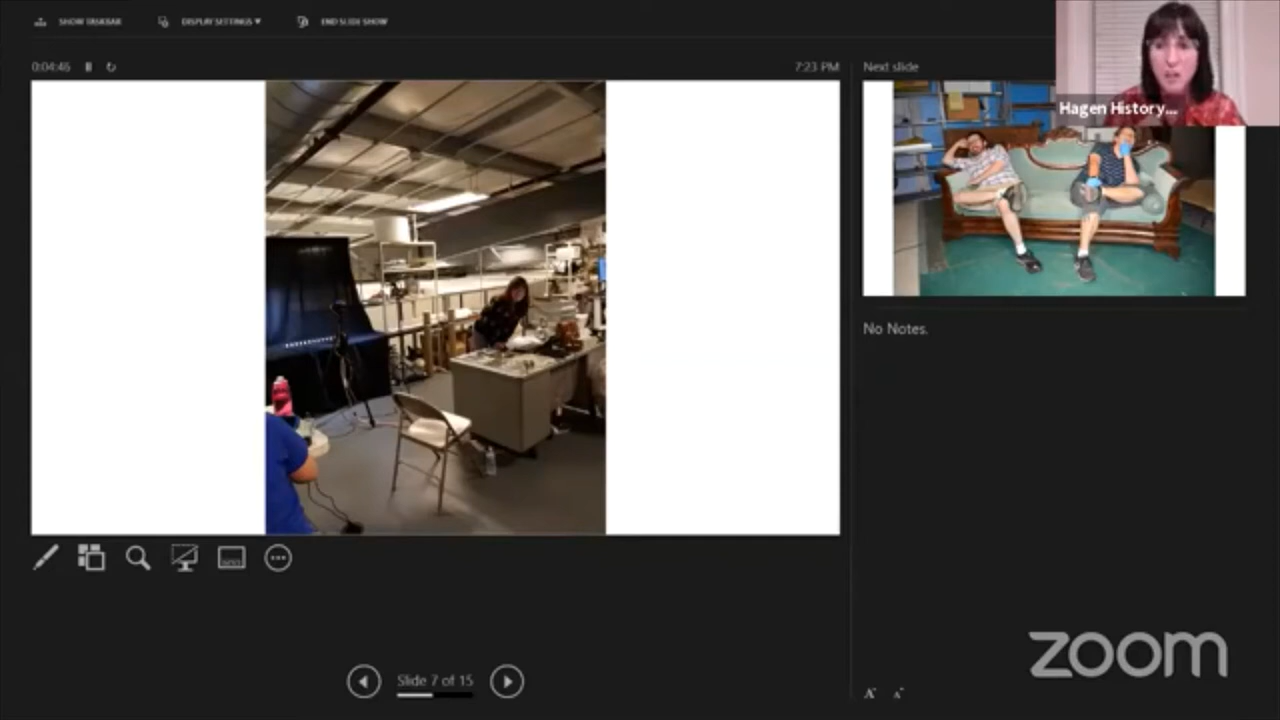 SHOW TASKBAR
DISPLAY SETTINGS ▼
END SLIDE SHOW
0:04:46
7:23 PM
Next slide
Hagen History...
No Notes.
Slide 7 of 15
zoom